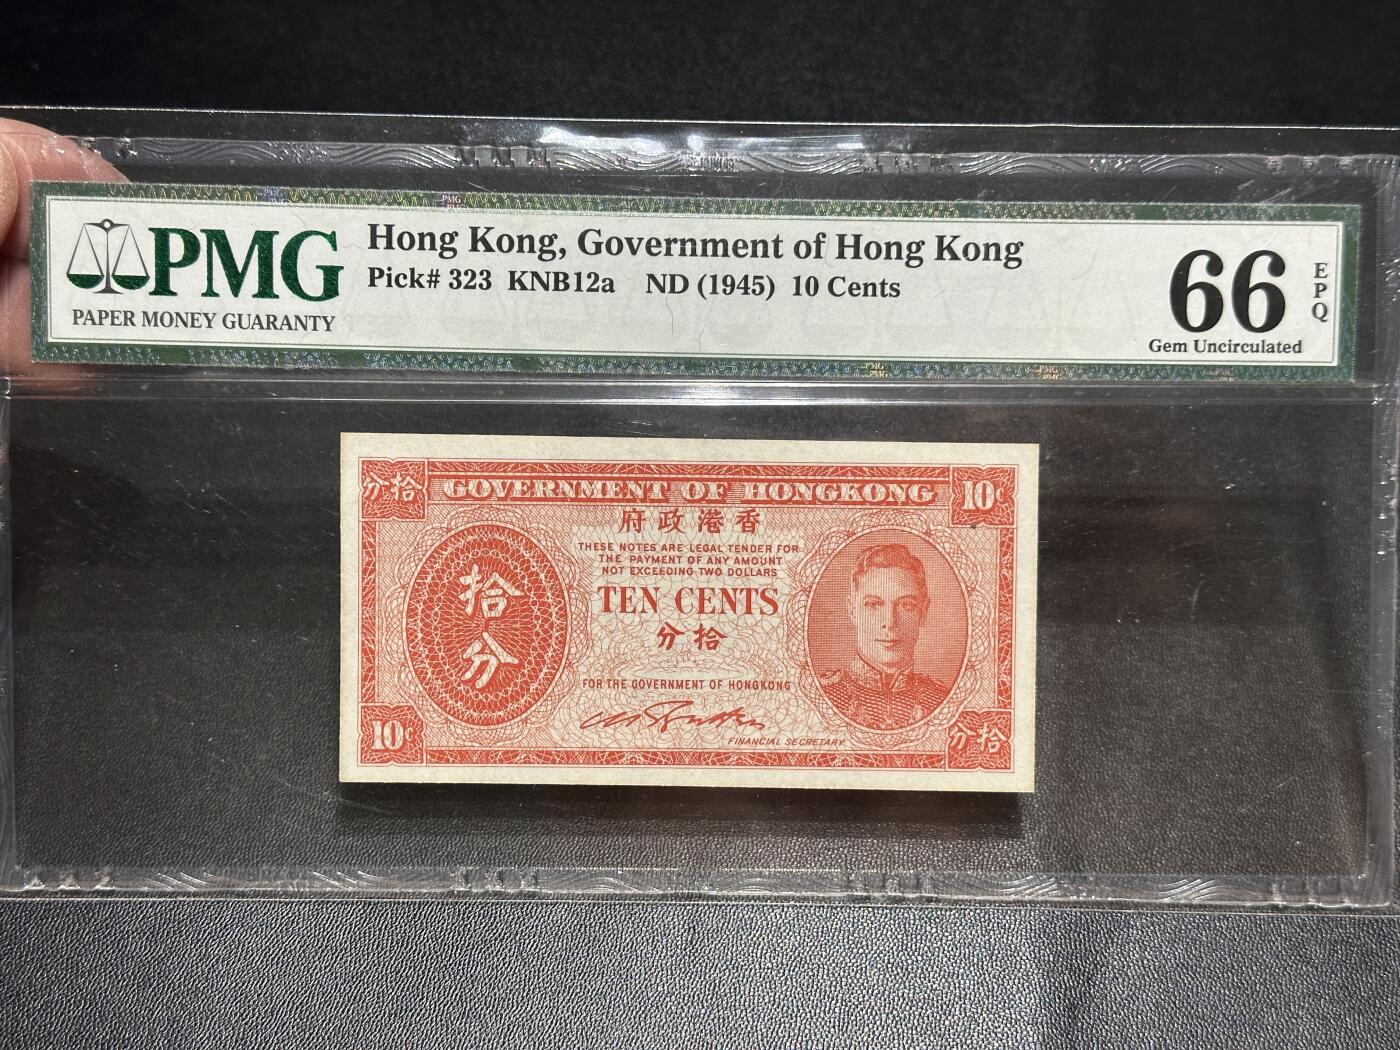 PMG
PAPER MONEY GUARANTY
Hong Kong, Government of Hong Kong
Pick# 323 KNB12a ND (1945) 10 Cents
66
EPQ
Gem Uncirculated
分拾
GOVERNMENT OF HONGKONG
10¢
府政港香
THESE NOTES ARE LEGAL TENDER FOR
THE PAYMENT OF ANY AMOUNT
NOT EXCEEDING TWO DOLLARS
拾分
TEN CENTS
分拾
FOR THE GOVERNMENT OF HONGKONG
10¢
FINANCIAL SECRETARY
分拾